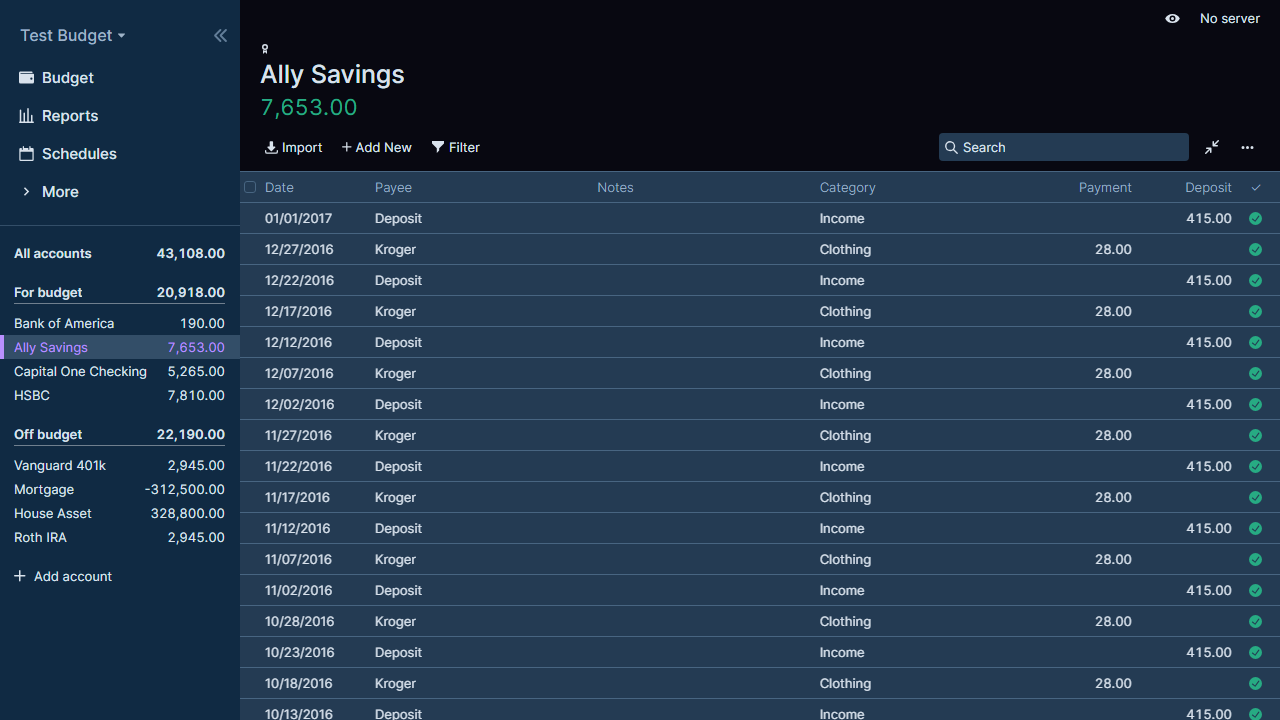 Test Budget
Budget
Reports
Schedules
More
All accounts 43,108.00
For budget 20,918.00
Bank of America 190.00
Ally Savings 7,653.00
Capital One Checking 5,265.00
HSBC 7,810.00
Off budget 22,190.00
Vanguard 401k 2,945.00
Mortgage -312,500.00
House Asset 328,800.00
Roth IRA 2,945.00
Add account
No server
Ally Savings
7,653.00
Import Add New Filter Search
Date Payee Notes Category Payment Deposit
01/01/2017 Deposit Income 415.00
12/27/2016 Kroger Clothing 28.00
12/22/2016 Deposit Income 415.00
12/17/2016 Kroger Clothing 28.00
12/12/2016 Deposit Income 415.00
12/07/2016 Kroger Clothing 28.00
12/02/2016 Deposit Income 415.00
11/27/2016 Kroger Clothing 28.00
11/22/2016 Deposit Income 415.00
11/17/2016 Kroger Clothing 28.00
11/12/2016 Deposit Income 415.00
11/07/2016 Kroger Clothing 28.00
11/02/2016 Deposit Income 415.00
10/28/2016 Kroger Clothing 28.00
10/23/2016 Deposit Income 415.00
10/18/2016 Kroger Clothing 28.00
10/13/2016 Deposit Income 415.00